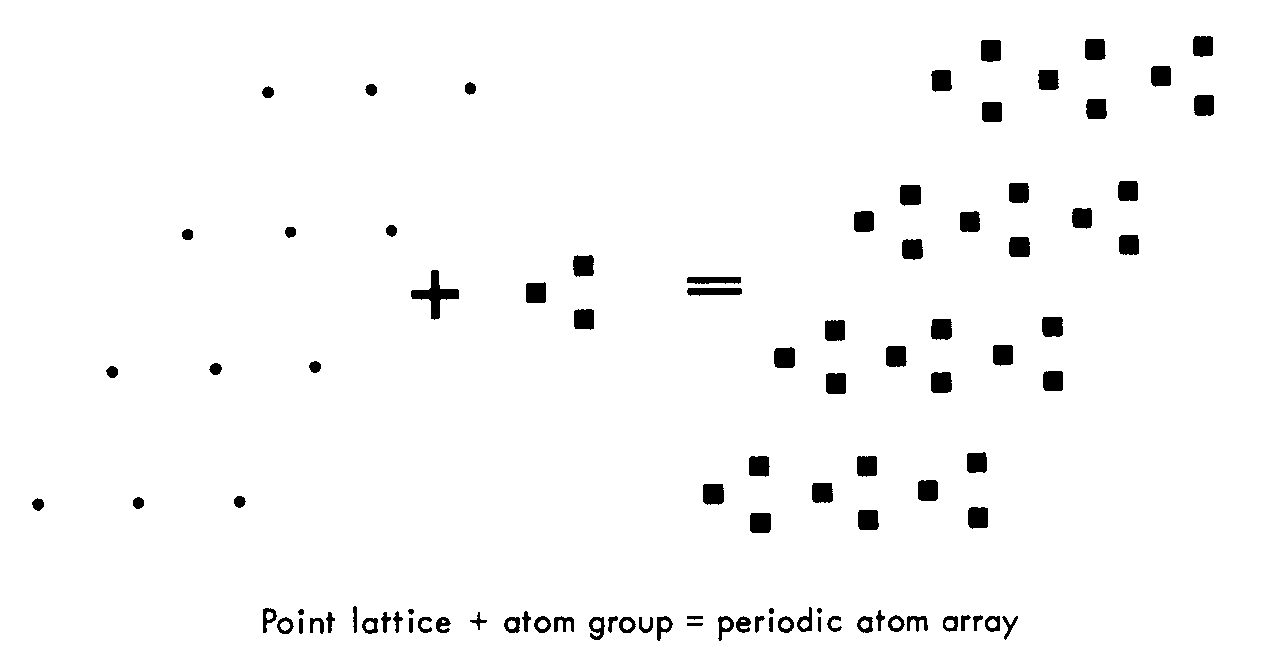 Point lattice + atom group = periodic atom array